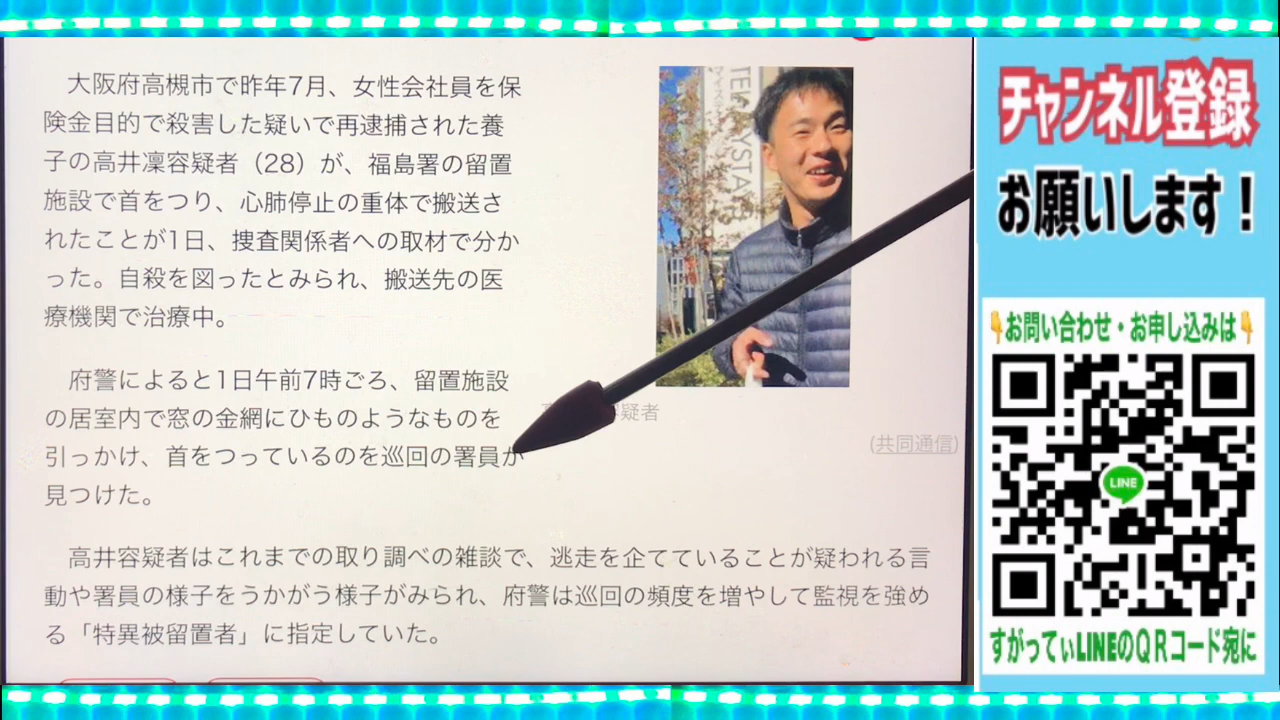 大阪府高槻市で昨年7月、女性会社員を保
険金目的で殺害した疑いで再逮捕された養
子の高井凜容疑者（28）が、福島署の留置
施設で首をつり、心肺停止の重体で搬送さ
れたことが1日、捜査関係者への取材で分か
った。自殺を図ったとみられ、搬送先の医
療機関で治療中。
府警によると1日午前7時ごろ、留置施設
の居室内で窓の金網にひものようなものを
引っかけ、首をつっているのを巡回の署員が
見つけた。
容疑者
(共同通信)
高井容疑者はこれまでの取り調べの雑談で、逃走を企てていることが疑われる言
動や署員の様子をうかがう様子がみられ、府警は巡回の頻度を増やして監視を強め
る「特異被留置者」に指定していた。
チャンネル登録
お願いします！
👇お問い合わせ・お申し込みは👇
LINE
すがってぃLINEのQRコード宛に